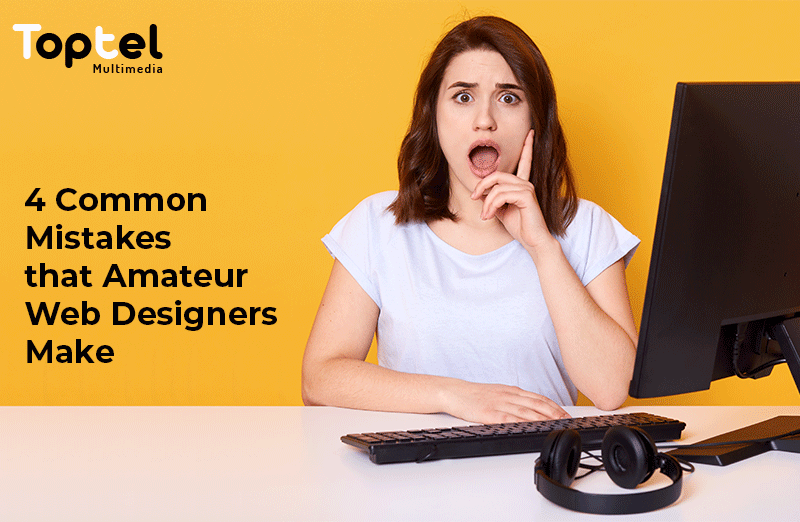 Toptel
Multimedia
4 Common
Mistakes
that Amateur
Web Designers
Make